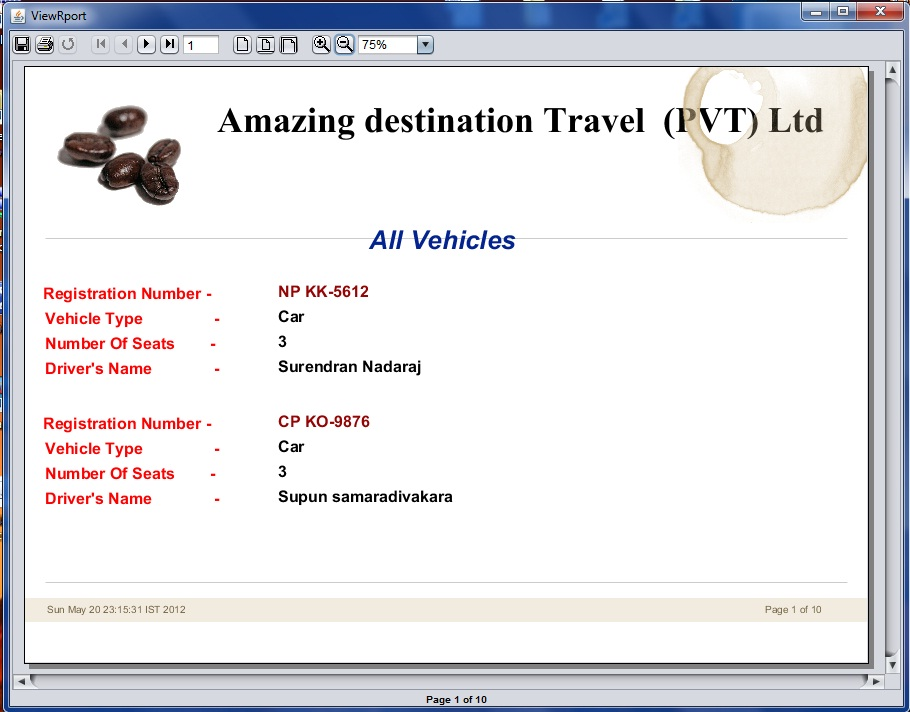 ViewRport
1
75%
Amazing destination Travel (PVT) Ltd
All Vehicles
Registration Number - NP KK-5612
Vehicle Type - Car
Number Of Seats - 3
Driver's Name - Surendran Nadaraj
Registration Number - CP KO-9876
Vehicle Type - Car
Number Of Seats - 3
Driver's Name - Supun samaradivakara
Sun May 20 23:15:31 IST 2012 Page 1 of 10
Page 1 of 10